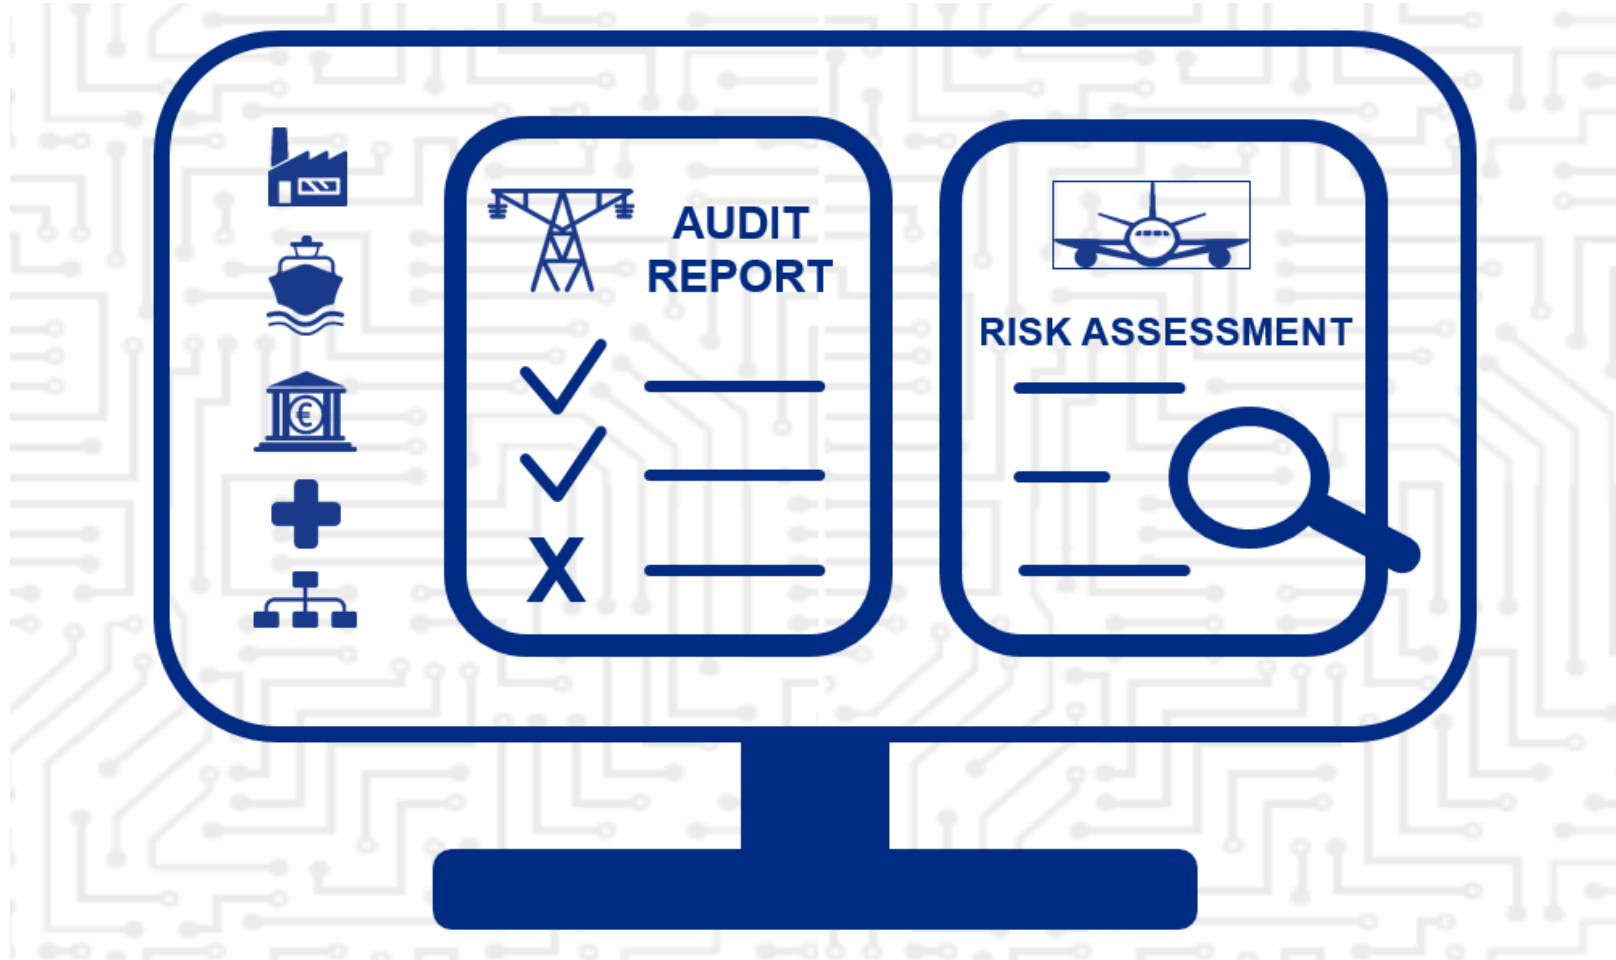 AUDIT
REPORT
X
€
RISK ASSESSMENT